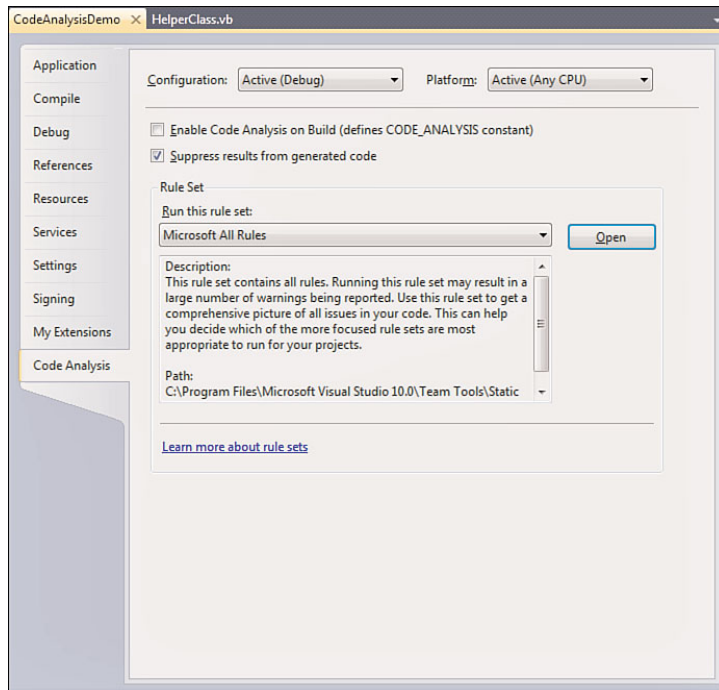 CodeAnalysisDemo HelperClass.vb
Application
Compile
Debug
References
Resources
Services
Settings
Signing
My Extensions
Code Analysis
Configuration: Active (Debug) Platform: Active (Any CPU)
Enable Code Analysis on Build (defines CODE_ANALYSIS constant)
Suppress results from generated code
Rule Set
Run this rule set:
Microsoft All Rules Open
Description:
This rule set contains all rules. Running this rule set may result in a
large number of warnings being reported. Use this rule set to get a
comprehensive picture of all issues in your code. This can help
you decide which of the more focused rule sets are most
appropriate to run for your projects.
Path:
C:\Program Files\Microsoft Visual Studio 10.0\Team Tools\Static
Learn more about rule sets